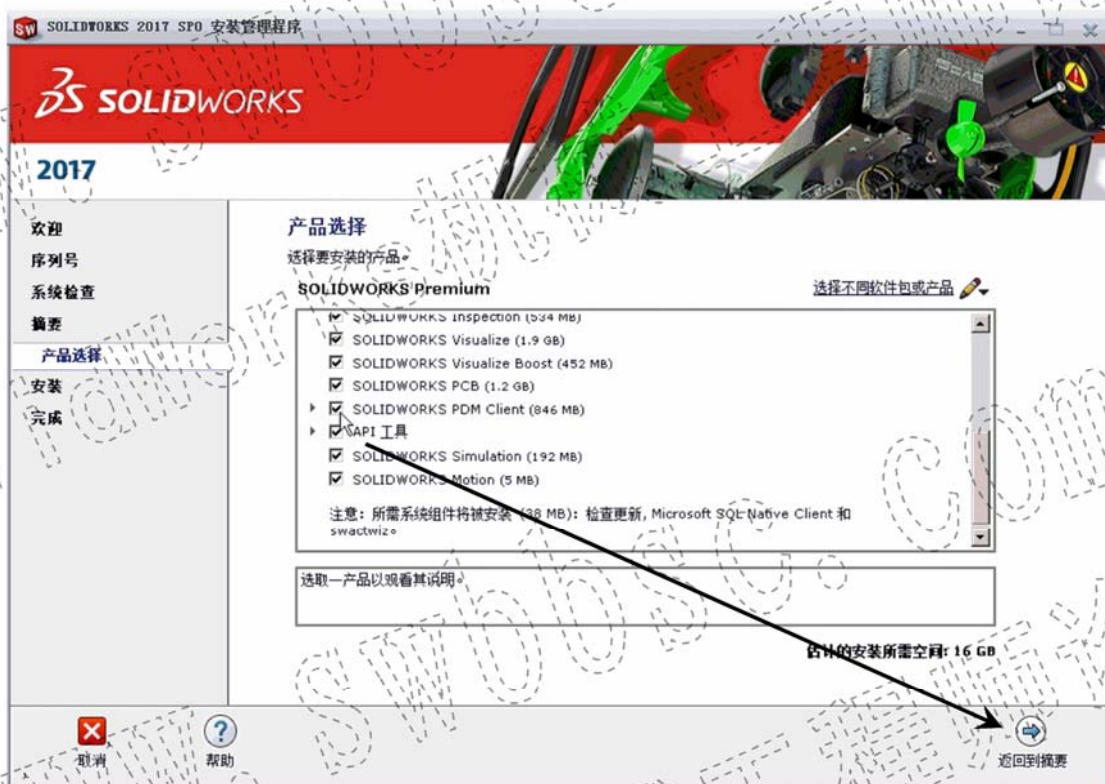 SOLIDWORKS 2017 SP0 安装管理程序
SOLIDWORKS
2017
欢迎
序列号
系统检查
摘要
产品选择
安装
完成
产品选择
选择要安装的产品。
SOLIDWORKS Premium
选择不同软件包或产品
SOLIDWORKS Inspection (534 MB)
SOLIDWORKS Visualize (1.9 GB)
SOLIDWORKS Visualize Boost (452 MB)
SOLIDWORKS PCB (1.2 GB)
SOLIDWORKS PDM Client (846 MB)
API 工具
SOLIDWORKS Simulation (192 MB)
SOLIDWORKS Motion (5 MB)
注意：所需系统组件将被安装 (38 MB)：检查更新, Microsoft SQL Native Client 和
swactwiz。
选取一产品以观看其说明。
估计的安装所需空间: 16 GB
取消
帮助
返回到摘要